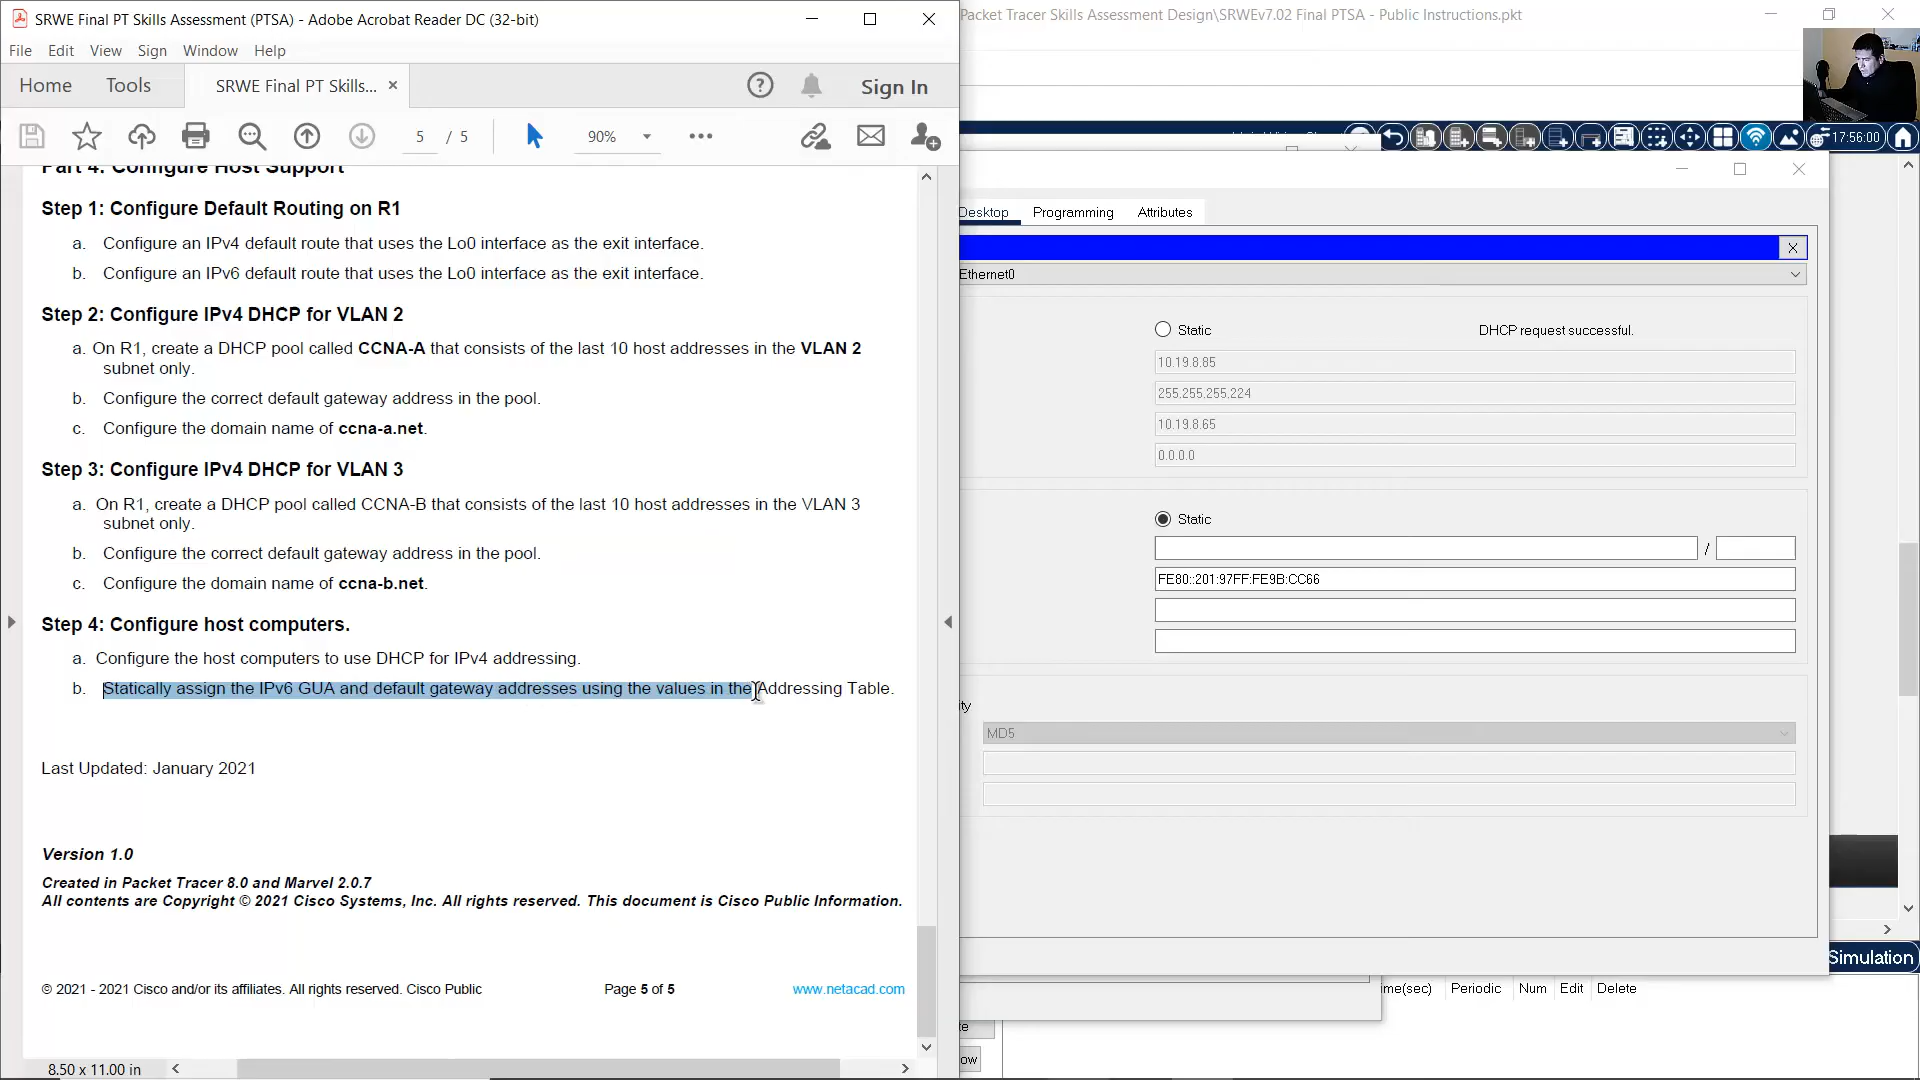 SRWE Final PT Skills Assessment (PTSA) - Adobe Acrobat Reader DC (32-bit)
Packet Tracer Skills Assessment Design\SRWEv7.02 Final PTSA - Public Instructions.pkt
File Edit View Sign Window Help
Home Tools SRWE Final PT Skills... × Sign In
5 / 5 90%
17:56:00
Part 4: Configure Host Support
Step 1: Configure Default Routing on R1
a. Configure an IPv4 default route that uses the Lo0 interface as the exit interface.
b. Configure an IPv6 default route that uses the Lo0 interface as the exit interface.
Step 2: Configure IPv4 DHCP for VLAN 2
a. On R1, create a DHCP pool called CCNA-A that consists of the last 10 host addresses in the VLAN 2
subnet only.
b. Configure the correct default gateway address in the pool.
c. Configure the domain name of ccna-a.net.
Step 3: Configure IPv4 DHCP for VLAN 3
a. On R1, create a DHCP pool called CCNA-B that consists of the last 10 host addresses in the VLAN 3
subnet only.
b. Configure the correct default gateway address in the pool.
c. Configure the domain name of ccna-b.net.
Step 4: Configure host computers.
a. Configure the host computers to use DHCP for IPv4 addressing.
b. Statically assign the IPv6 GUA and default gateway addresses using the values in the Addressing Table.
Last Updated: January 2021
Version 1.0
Created in Packet Tracer 8.0 and Marvel 2.0.7
All contents are Copyright © 2021 Cisco Systems, Inc. All rights reserved. This document is Cisco Public Information.
© 2021 - 2021 Cisco and/or its affiliates. All rights reserved. Cisco Public Page 5 of 5 www.netacad.com
8.50 x 11.00 in
Desktop Programming Attributes
Ethernet0
Static DHCP request successful.
10.19.8.85
255.255.255.224
10.19.8.65
0.0.0.0
Static
/
FE80::201:97FF:FE9B:CC66
ty
MD5
Simulation
ime(sec) Periodic Num Edit Delete
te
ow